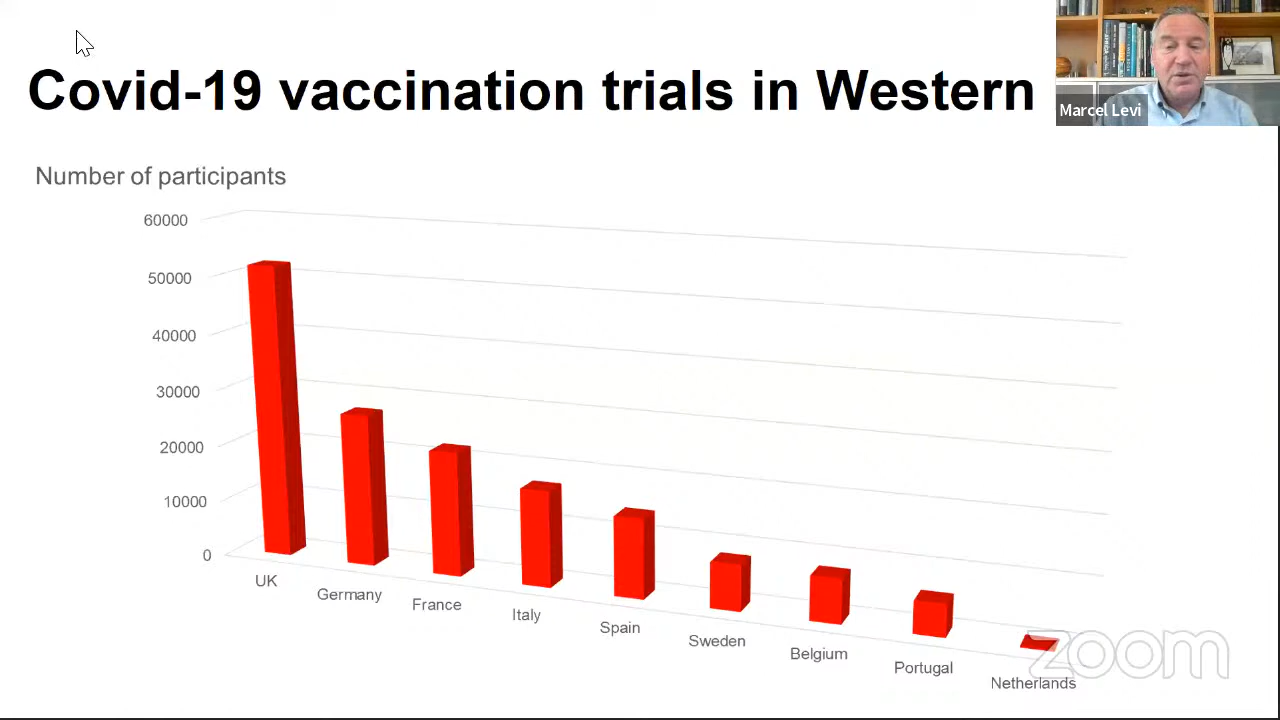 Covid-19 vaccination trials in Western
Marcel Levi
Number of participants
60000
50000
40000
30000
20000
10000
0
UK
Germany
France
Italy
Spain
Sweden
Belgium
Portugal
Netherlands
zoom